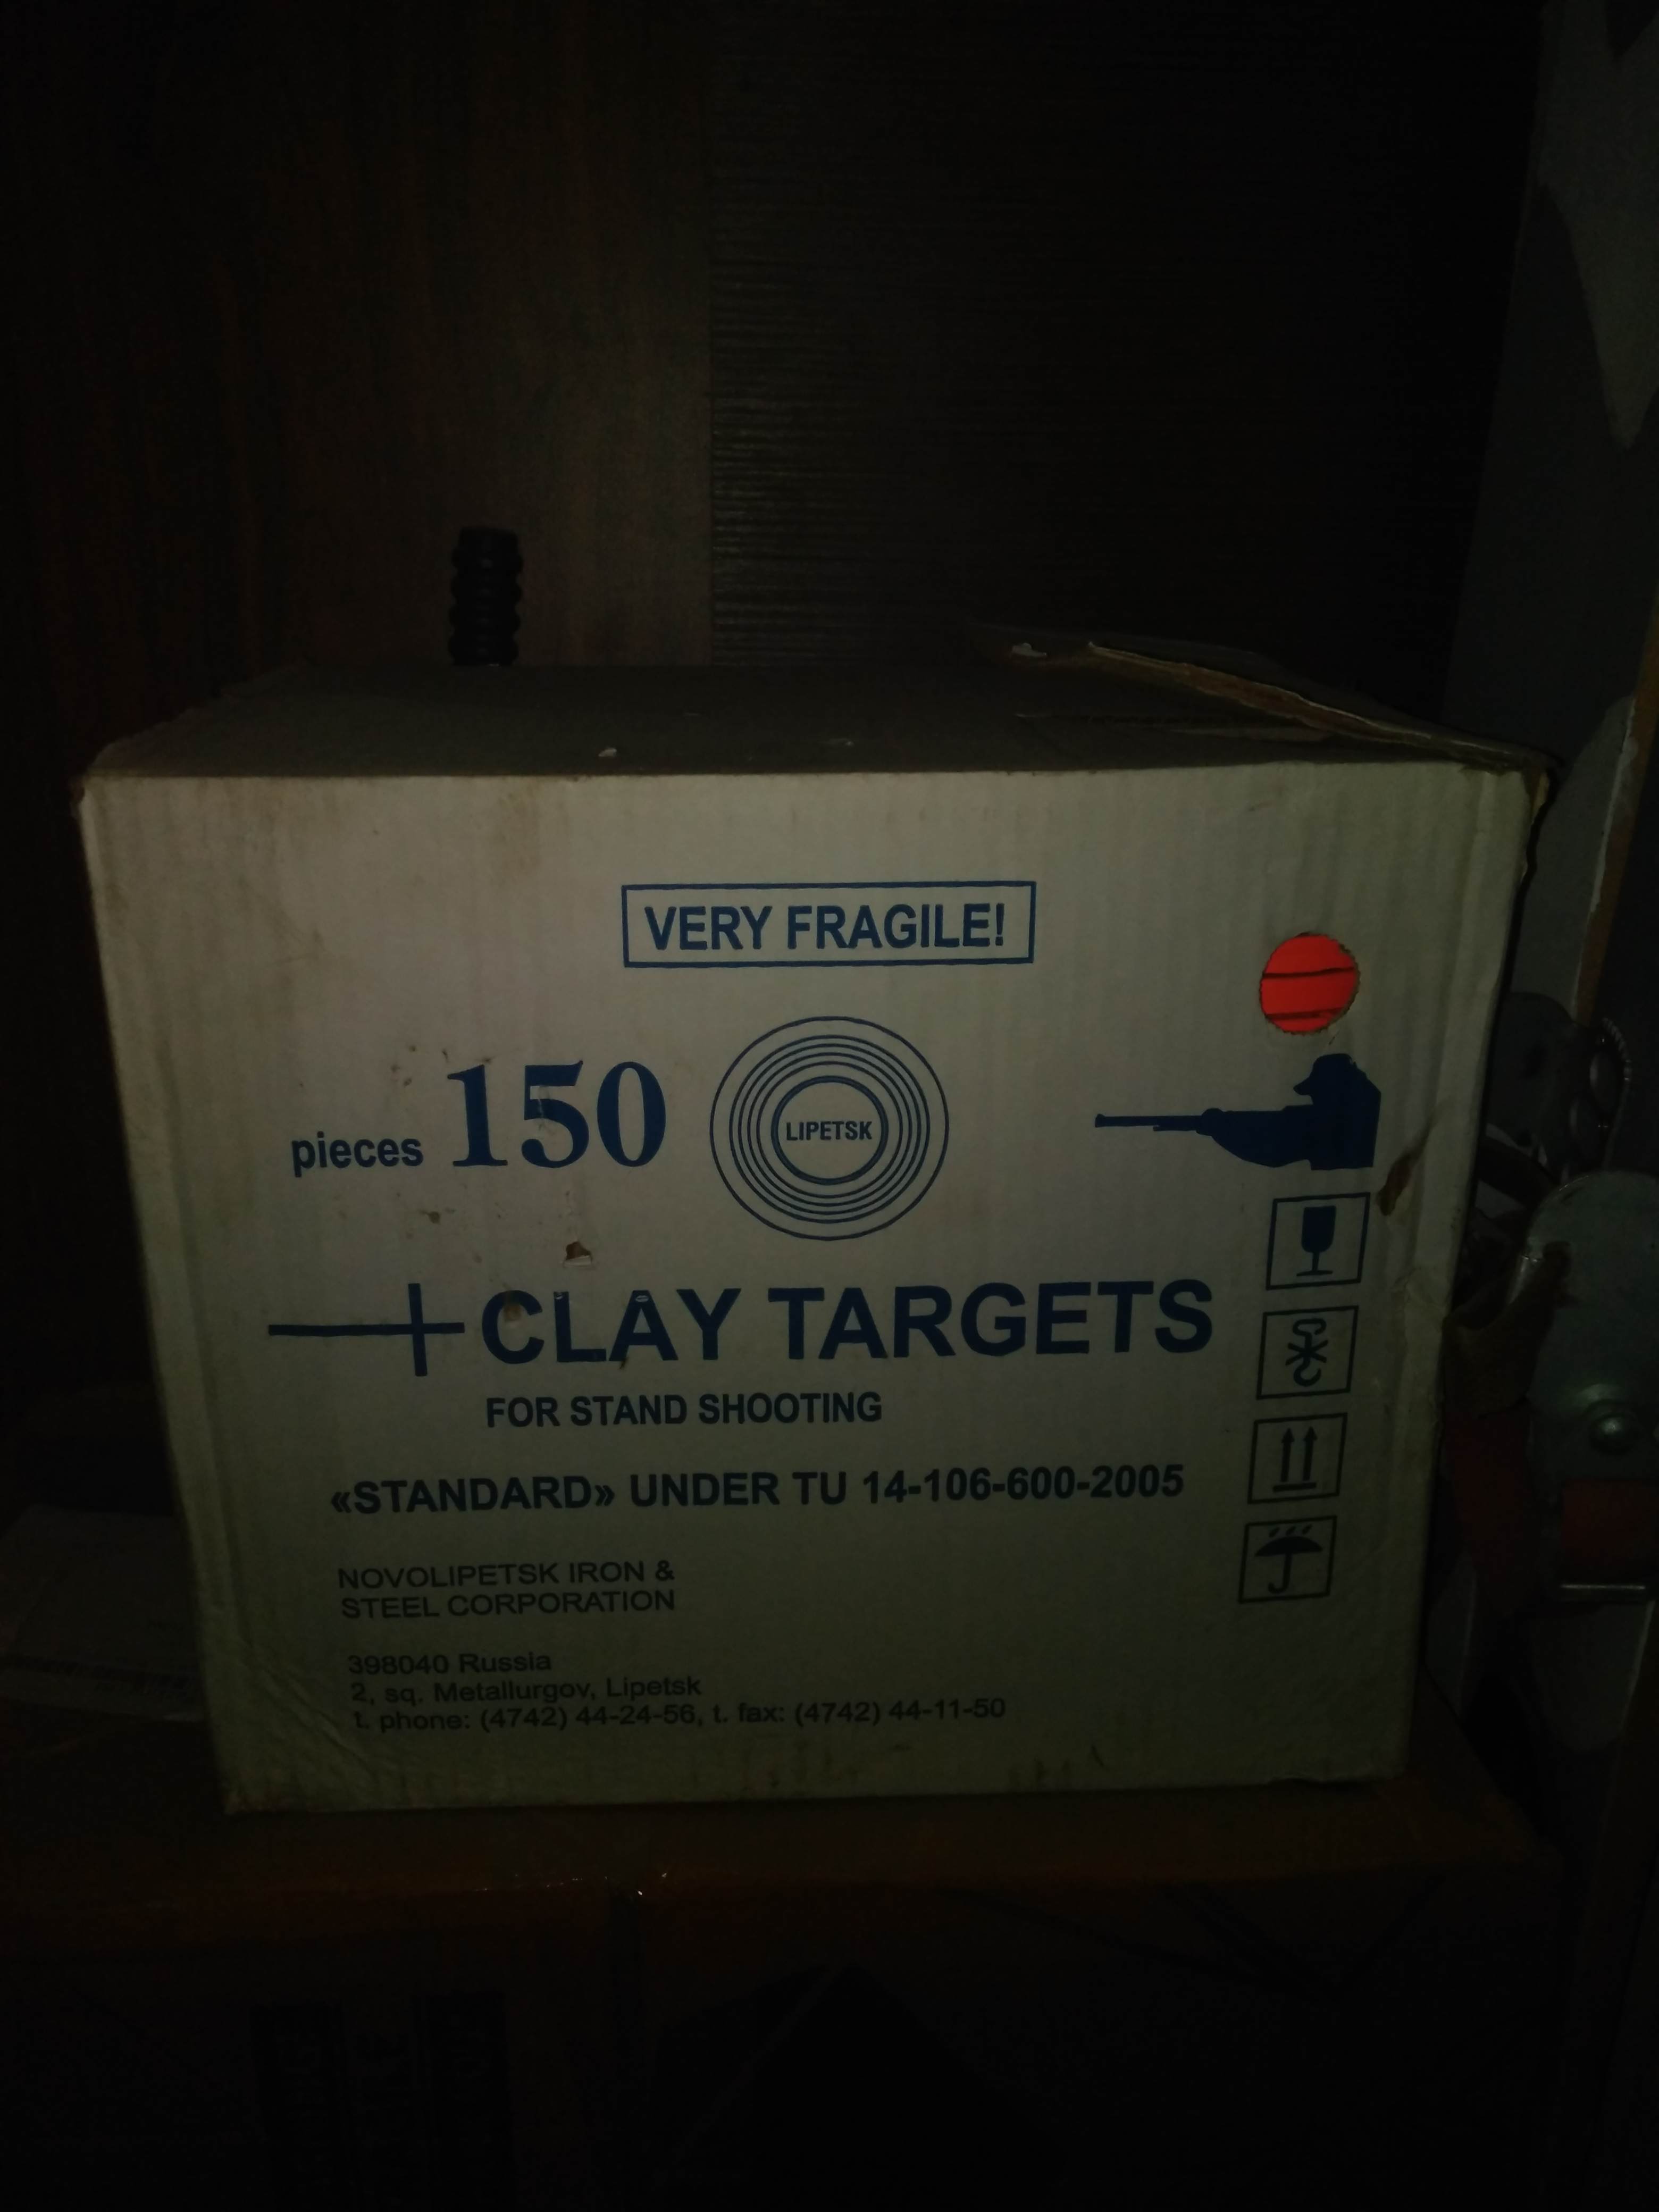 VERY FRAGILE!
pieces 150
LIPETSK
CLAY TARGETS
FOR STAND SHOOTING
«STANDARD» UNDER TU 14-106-600-2005
NOVOLIPETSK IRON &
STEEL CORPORATION
398040 Russia
2, sq. Metallurgov, Lipetsk
t. phone: (4742) 44-24-56, t. fax: (4742) 44-11-50